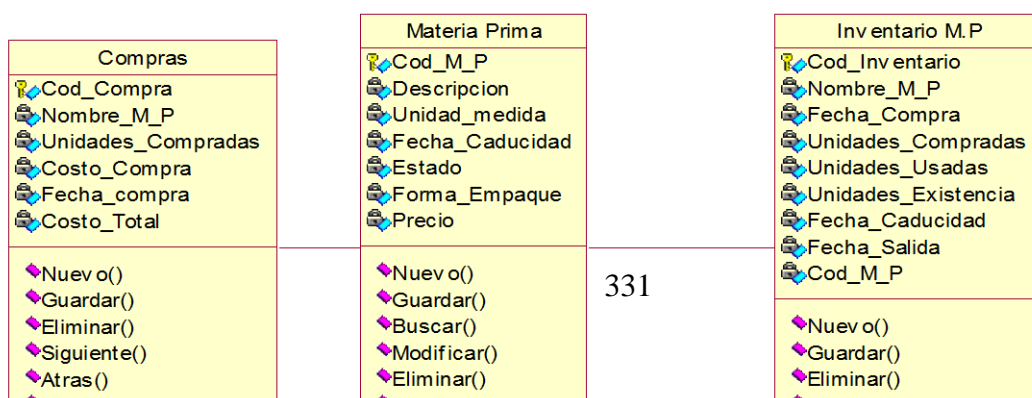 Compras
Cod_Compra
Nombre_M_P
Unidades_Compradas
Costo_Compra
Fecha_compra
Costo_Total
Nuevo()
Guardar()
Eliminar()
Siguiente()
Atras()
Materia Prima
Cod_M_P
Descripcion
Unidad_medida
Fecha_Caducidad
Estado
Forma_Empaque
Precio
Nuevo()
Guardar()
Buscar()
Modificar()
Eliminar()
331
Inventario M.P
Cod_Inventario
Nombre_M_P
Fecha_Compra
Unidades_Compradas
Unidades_Usadas
Unidades_Existencia
Fecha_Caducidad
Fecha_Salida
Cod_M_P
Nuevo()
Guardar()
Eliminar()